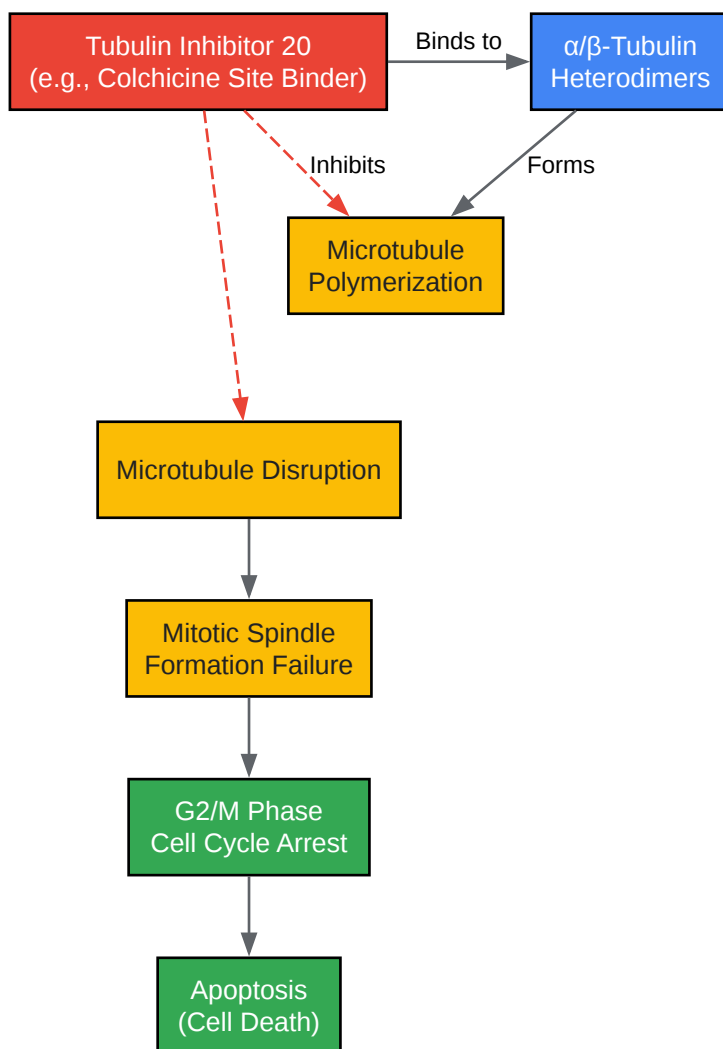 Tubulin Inhibitor 20
(e.g., Colchicine Site Binder)
Binds to
α/β-Tubulin
Heterodimers
Inhibits
Forms
Microtubule
Polymerization
Microtubule Disruption
Mitotic Spindle
Formation Failure
G2/M Phase
Cell Cycle Arrest
Apoptosis
(Cell Death)